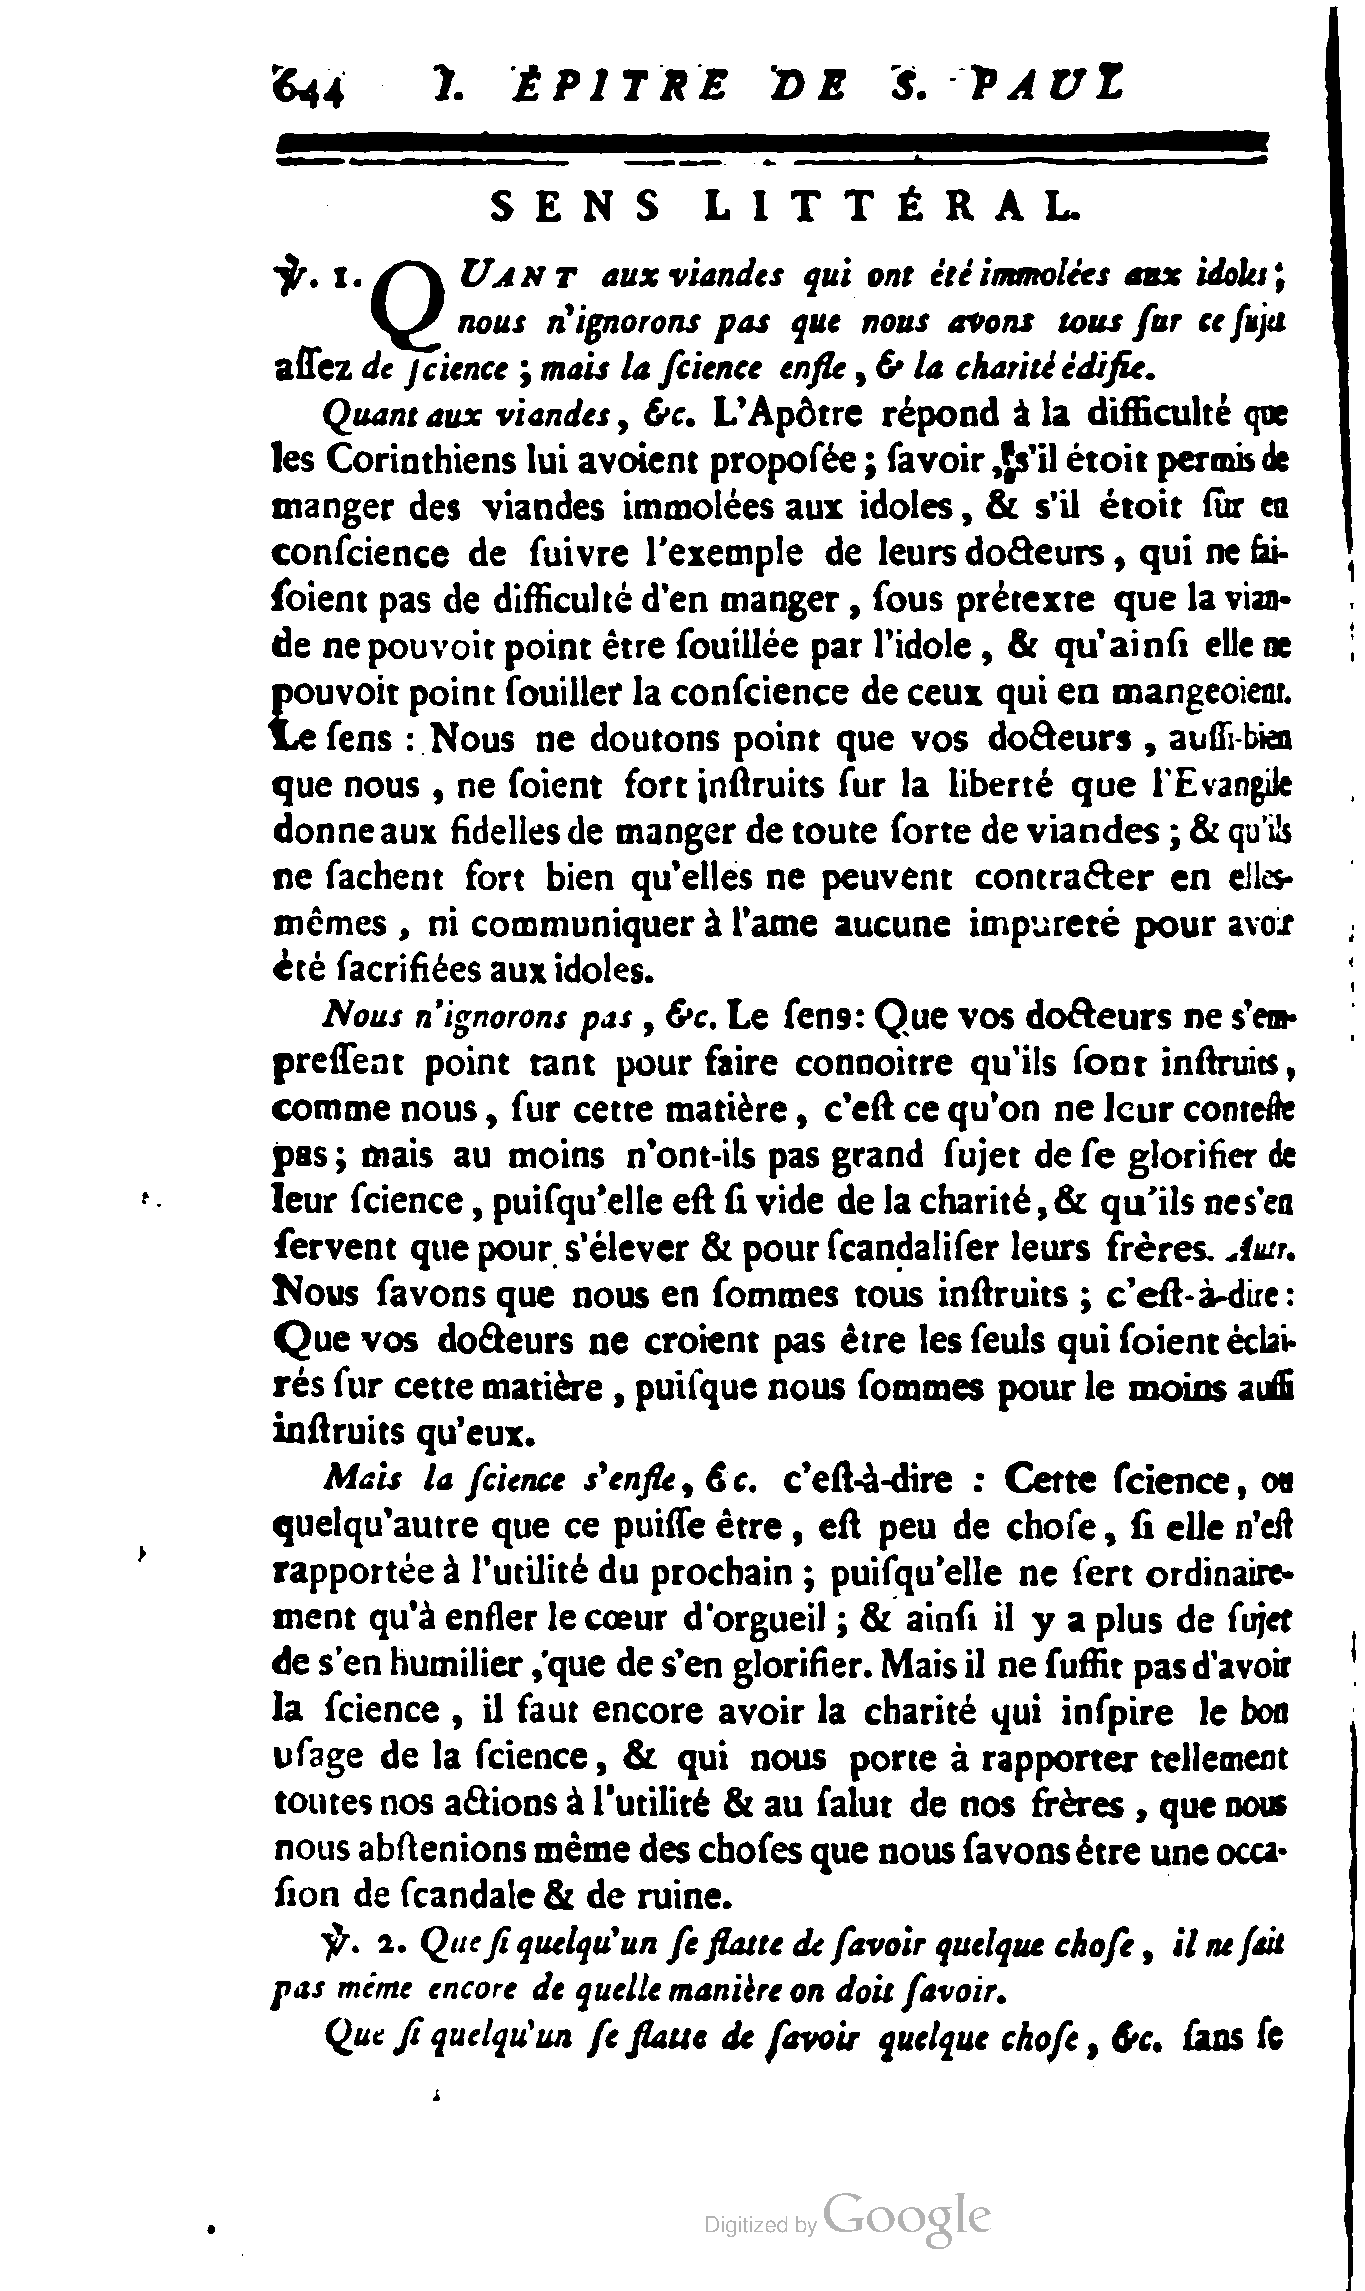 644 I. ÉPITRE DE S. PAUL
SENS LITTÉRAL.
℣. 1. QUANT aux viandes qui ont été immolées aux idoles ;
nous n'ignorons pas que nous avons tous ſur ce ſujet
aſſez de ſcience ; mais la ſcience enfle, & la charité édifie.
Quant aux viandes, &c. L'Apôtre répond à la difficulté que
les Corinthiens lui avoient propoſée ; ſavoir, s'il étoit permis de
manger des viandes immolées aux idoles, & s'il étoit ſûr en
conſcience de ſuivre l'exemple de leurs docteurs, qui ne fai-
ſoient pas de difficulté d'en manger, ſous prétexte que la vian-
de ne pouvoit point être ſouillée par l'idole, & qu'ainſi elle ne
pouvoit point ſouiller la conſcience de ceux qui en mangeoient.
Le ſens : Nous ne doutons point que vos docteurs, auſſi-bien
que nous, ne ſoient fort inſtruits ſur la liberté que l'Evangile
donne aux fidelles de manger de toute ſorte de viandes ; & qu'ils
ne ſachent fort bien qu'elles ne peuvent contracter en elles-
mêmes, ni communiquer à l'ame aucune impureté pour avoir
été ſacrifiées aux idoles.
Nous n'ignorons pas, &c. Le ſens : Que vos docteurs ne s'em-
preſſent point tant pour faire connoître qu'ils ſont inſtruits,
comme nous, ſur cette matière, c'eſt ce qu'on ne leur conteſte
pas ; mais au moins n'ont-ils pas grand ſujet de ſe glorifier de
leur ſcience, puiſqu'elle eſt ſi vide de la charité, & qu'ils ne s'en
ſervent que pour s'élever & pour ſcandaliſer leurs frères. Autr.
Nous ſavons que nous en ſommes tous inſtruits ; c'eſt-à-dire :
Que vos docteurs ne croient pas être les ſeuls qui ſoient éclai-
rés ſur cette matière, puiſque nous ſommes pour le moins auſſi
inſtruits qu'eux.
Mais la ſcience s'enfle, &c. c'eſt-à-dire : Cette ſcience, ou
quelqu'autre que ce puiſſe être, eſt peu de choſe, ſi elle n'eſt
rapportée à l'utilité du prochain ; puiſqu'elle ne ſert ordinaire-
ment qu'à enfler le cœur d'orgueil ; & ainſi il y a plus de ſujet
de s'en humilier, que de s'en glorifier. Mais il ne ſuffit pas d'avoir
la ſcience, il faut encore avoir la charité qui inſpire le bon
uſage de la ſcience, & qui nous porte à rapporter tellement
toutes nos actions à l'utilité & au ſalut de nos frères, que nous
nous abſtenions même des choſes que nous ſavons être une occa-
ſion de ſcandale & de ruine.
℣. 2. Que ſi quelqu'un ſe flatte de ſavoir quelque choſe, il ne ſait
pas même encore de quelle manière on doit ſavoir.
Que ſi quelqu'un ſe flatte de ſavoir quelque choſe, &c. ſans ſe
Digitized by Google